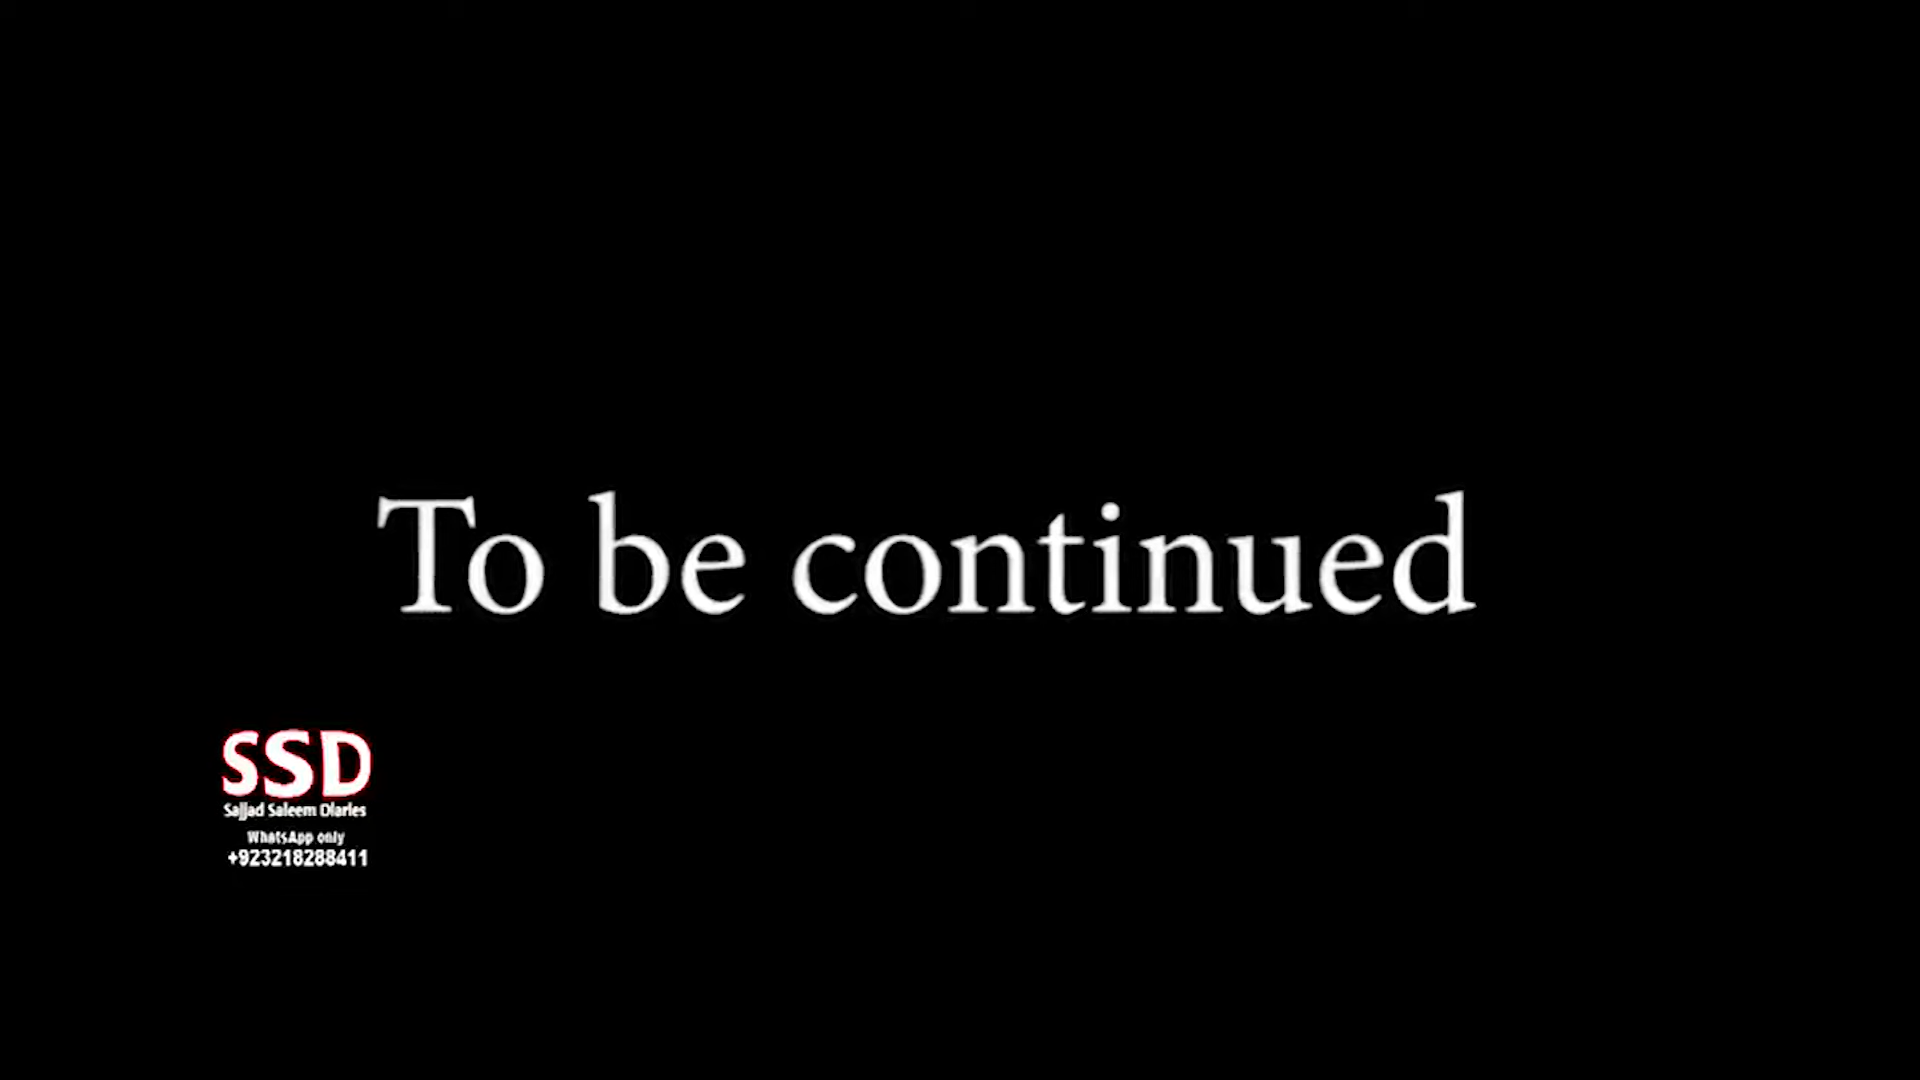 To be continued
SSD
Sajjad Saleem Diaries
WhatsApp only
+923218288411